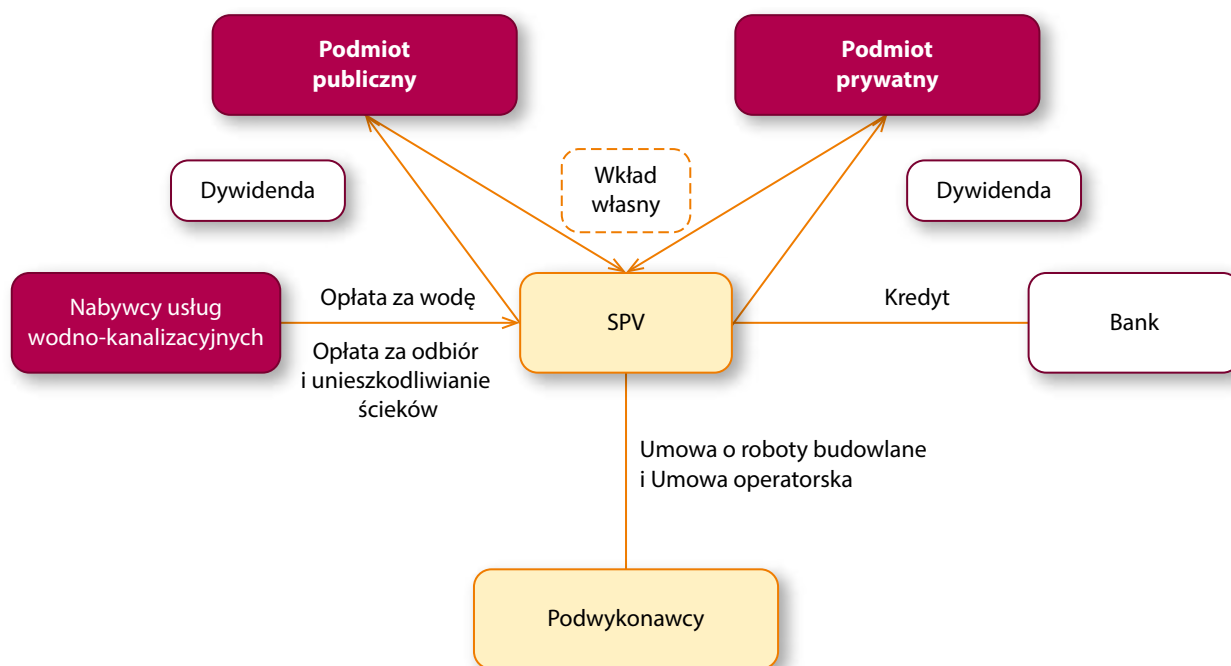 Podmiot
publiczny
Podmiot
prywatny
Dywidenda
Wkład
własny
Dywidenda
Nabywcy usług
wodno-kanalizacyjnych
Opłata za wodę
Opłata za odbiór
i unieszkodliwianie
ścieków
SPV
Kredyt
Bank
Umowa o roboty budowlane
i Umowa operatorska
Podwykonawcy